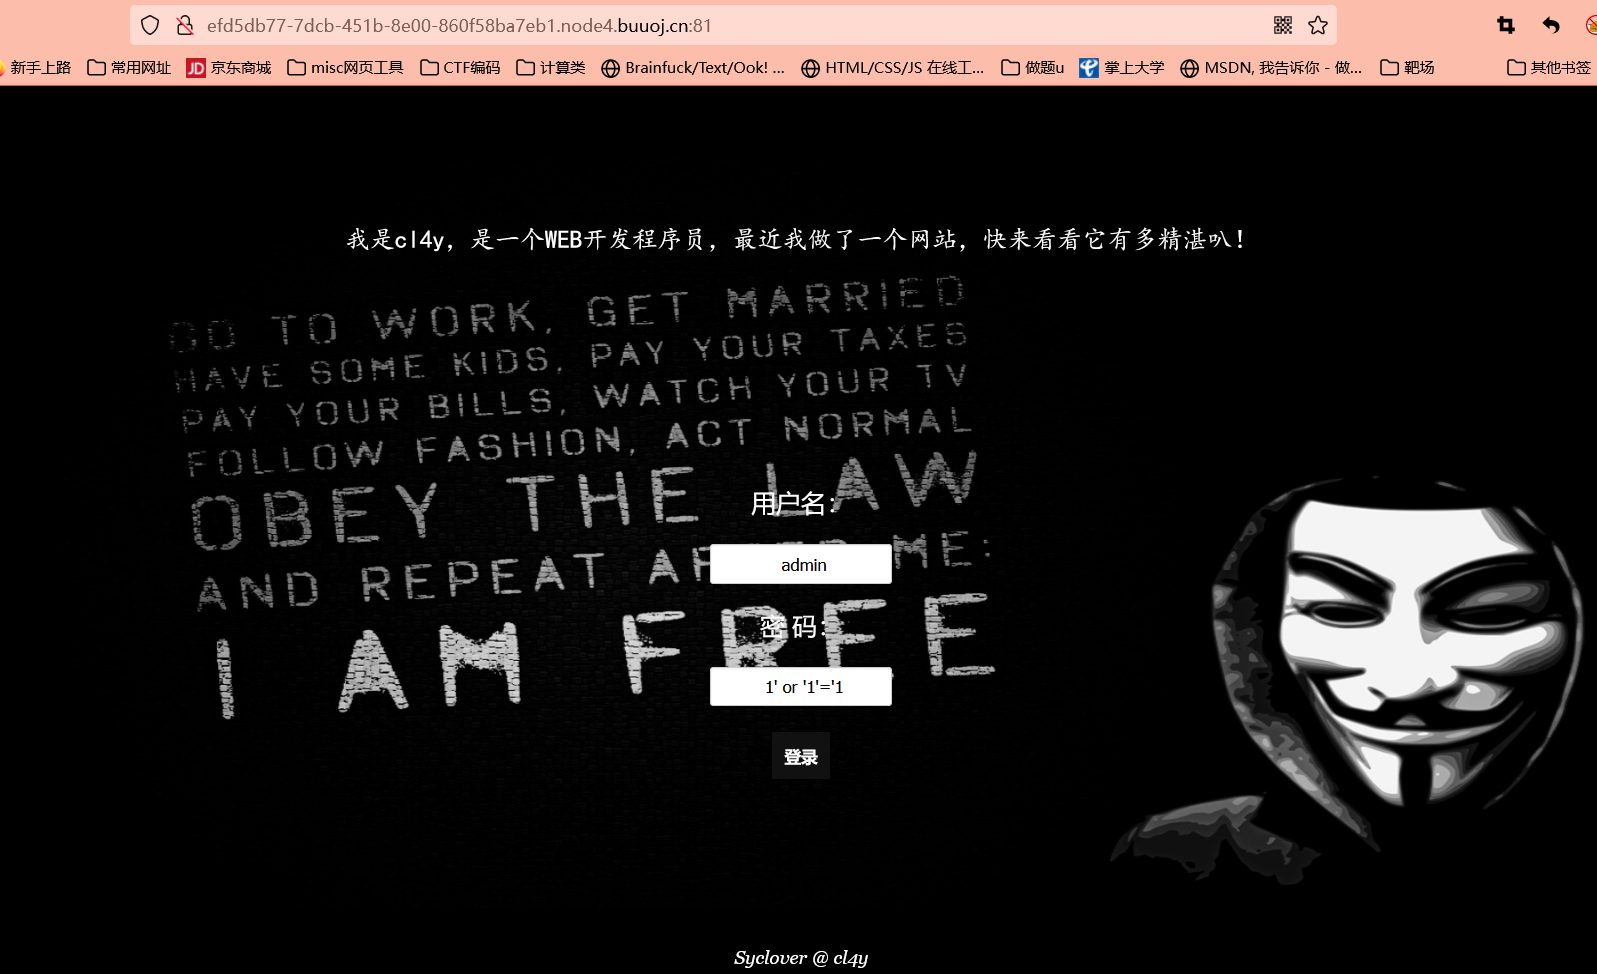 efd5db77-7dcb-451b-8e00-860f58ba7eb1.node4.buuoj.cn:81
新手上路 常用网址 JD 京东商城 misc网页工具 CTF编码 计算类 Brainfuck/Text/Ook! ... HTML/CSS/JS 在线工... 做题u 掌上大学 MSDN, 我告诉你 - 做... 靶场 其他书签
我是cl4y，是一个WEB开发程序员，最近我做了一个网站，快来看看它有多精湛叭！
GO TO WORK, GET MARRIED
HAVE SOME KIDS, PAY YOUR TAXES
PAY YOUR BILLS, WATCH YOUR TV
FOLLOW FASHION, ACT NORMAL
OBEY THE LAW
AND REPEAT AFTER ME:
I AM FREE
用户名：
admin
密 码：
1' or '1'='1
登录
Syclover @ cl4y